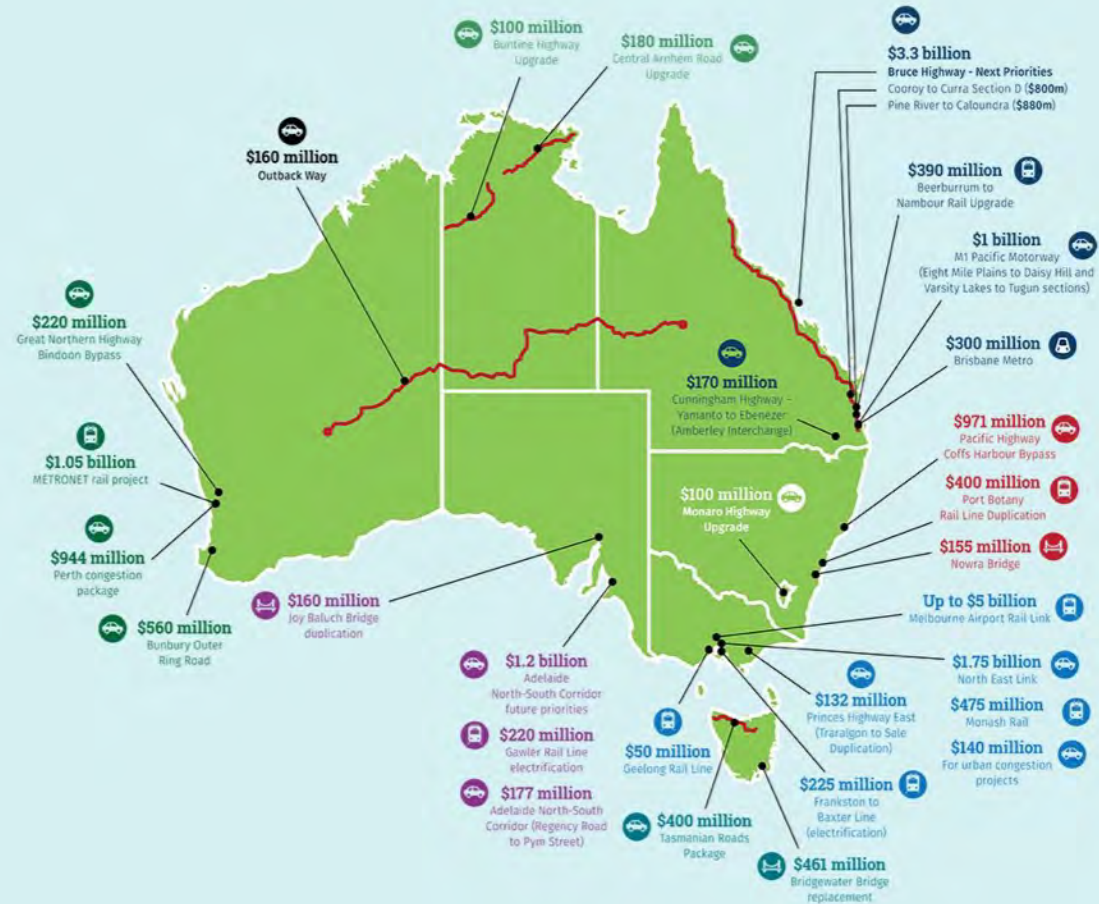 $100 million
Buntine Highway
Upgrade
$180 million
Central Arnhem Road
Upgrade
$3.3 billion
Bruce Highway - Next Priorities
Cooroy to Curra Section D ($800m)
Pine River to Caloundra ($880m)
$160 million
Outback Way
$390 million
Beerburrum to
Nambour Rail Upgrade
$1 billion
M1 Pacific Motorway
(Eight Mile Plains to Daisy Hill and
Varsity Lakes to Tugun sections)
$220 million
Great Northern Highway
Bindoon Bypass
$300 million
Brisbane Metro
$170 million
Cunningham Highway –
Yamanto to Ebenezer
(Amberley Interchange)
$971 million
Pacific Highway
Coffs Harbour Bypass
$1.05 billion
METRONET rail project
$400 million
Port Botany
Rail Line Duplication
$100 million
Monaro Highway
Upgrade
$155 million
Nowra Bridge
$944 million
Perth congestion
package
$160 million
Joy Baluch Bridge
duplication
$560 million
Bunbury Outer
Ring Road
Up to $5 billion
Melbourne Airport Rail Link
$1.2 billion
Adelaide
North-South Corridor
future priorities
$1.75 billion
North East Link
$132 million
Princes Highway East
(Traralgon to Sale
Duplication)
$475 million
Monash Rail
$220 million
Gawler Rail Line
electrification
$50 million
Geelong Rail Line
$140 million
For urban congestion
projects
$225 million
Frankston to
Baxter Line
(electrification)
$177 million
Adelaide North-South
Corridor (Regency Road
to Pym Street)
$400 million
Tasmanian Roads
Package
$461 million
Bridgewater Bridge
replacement